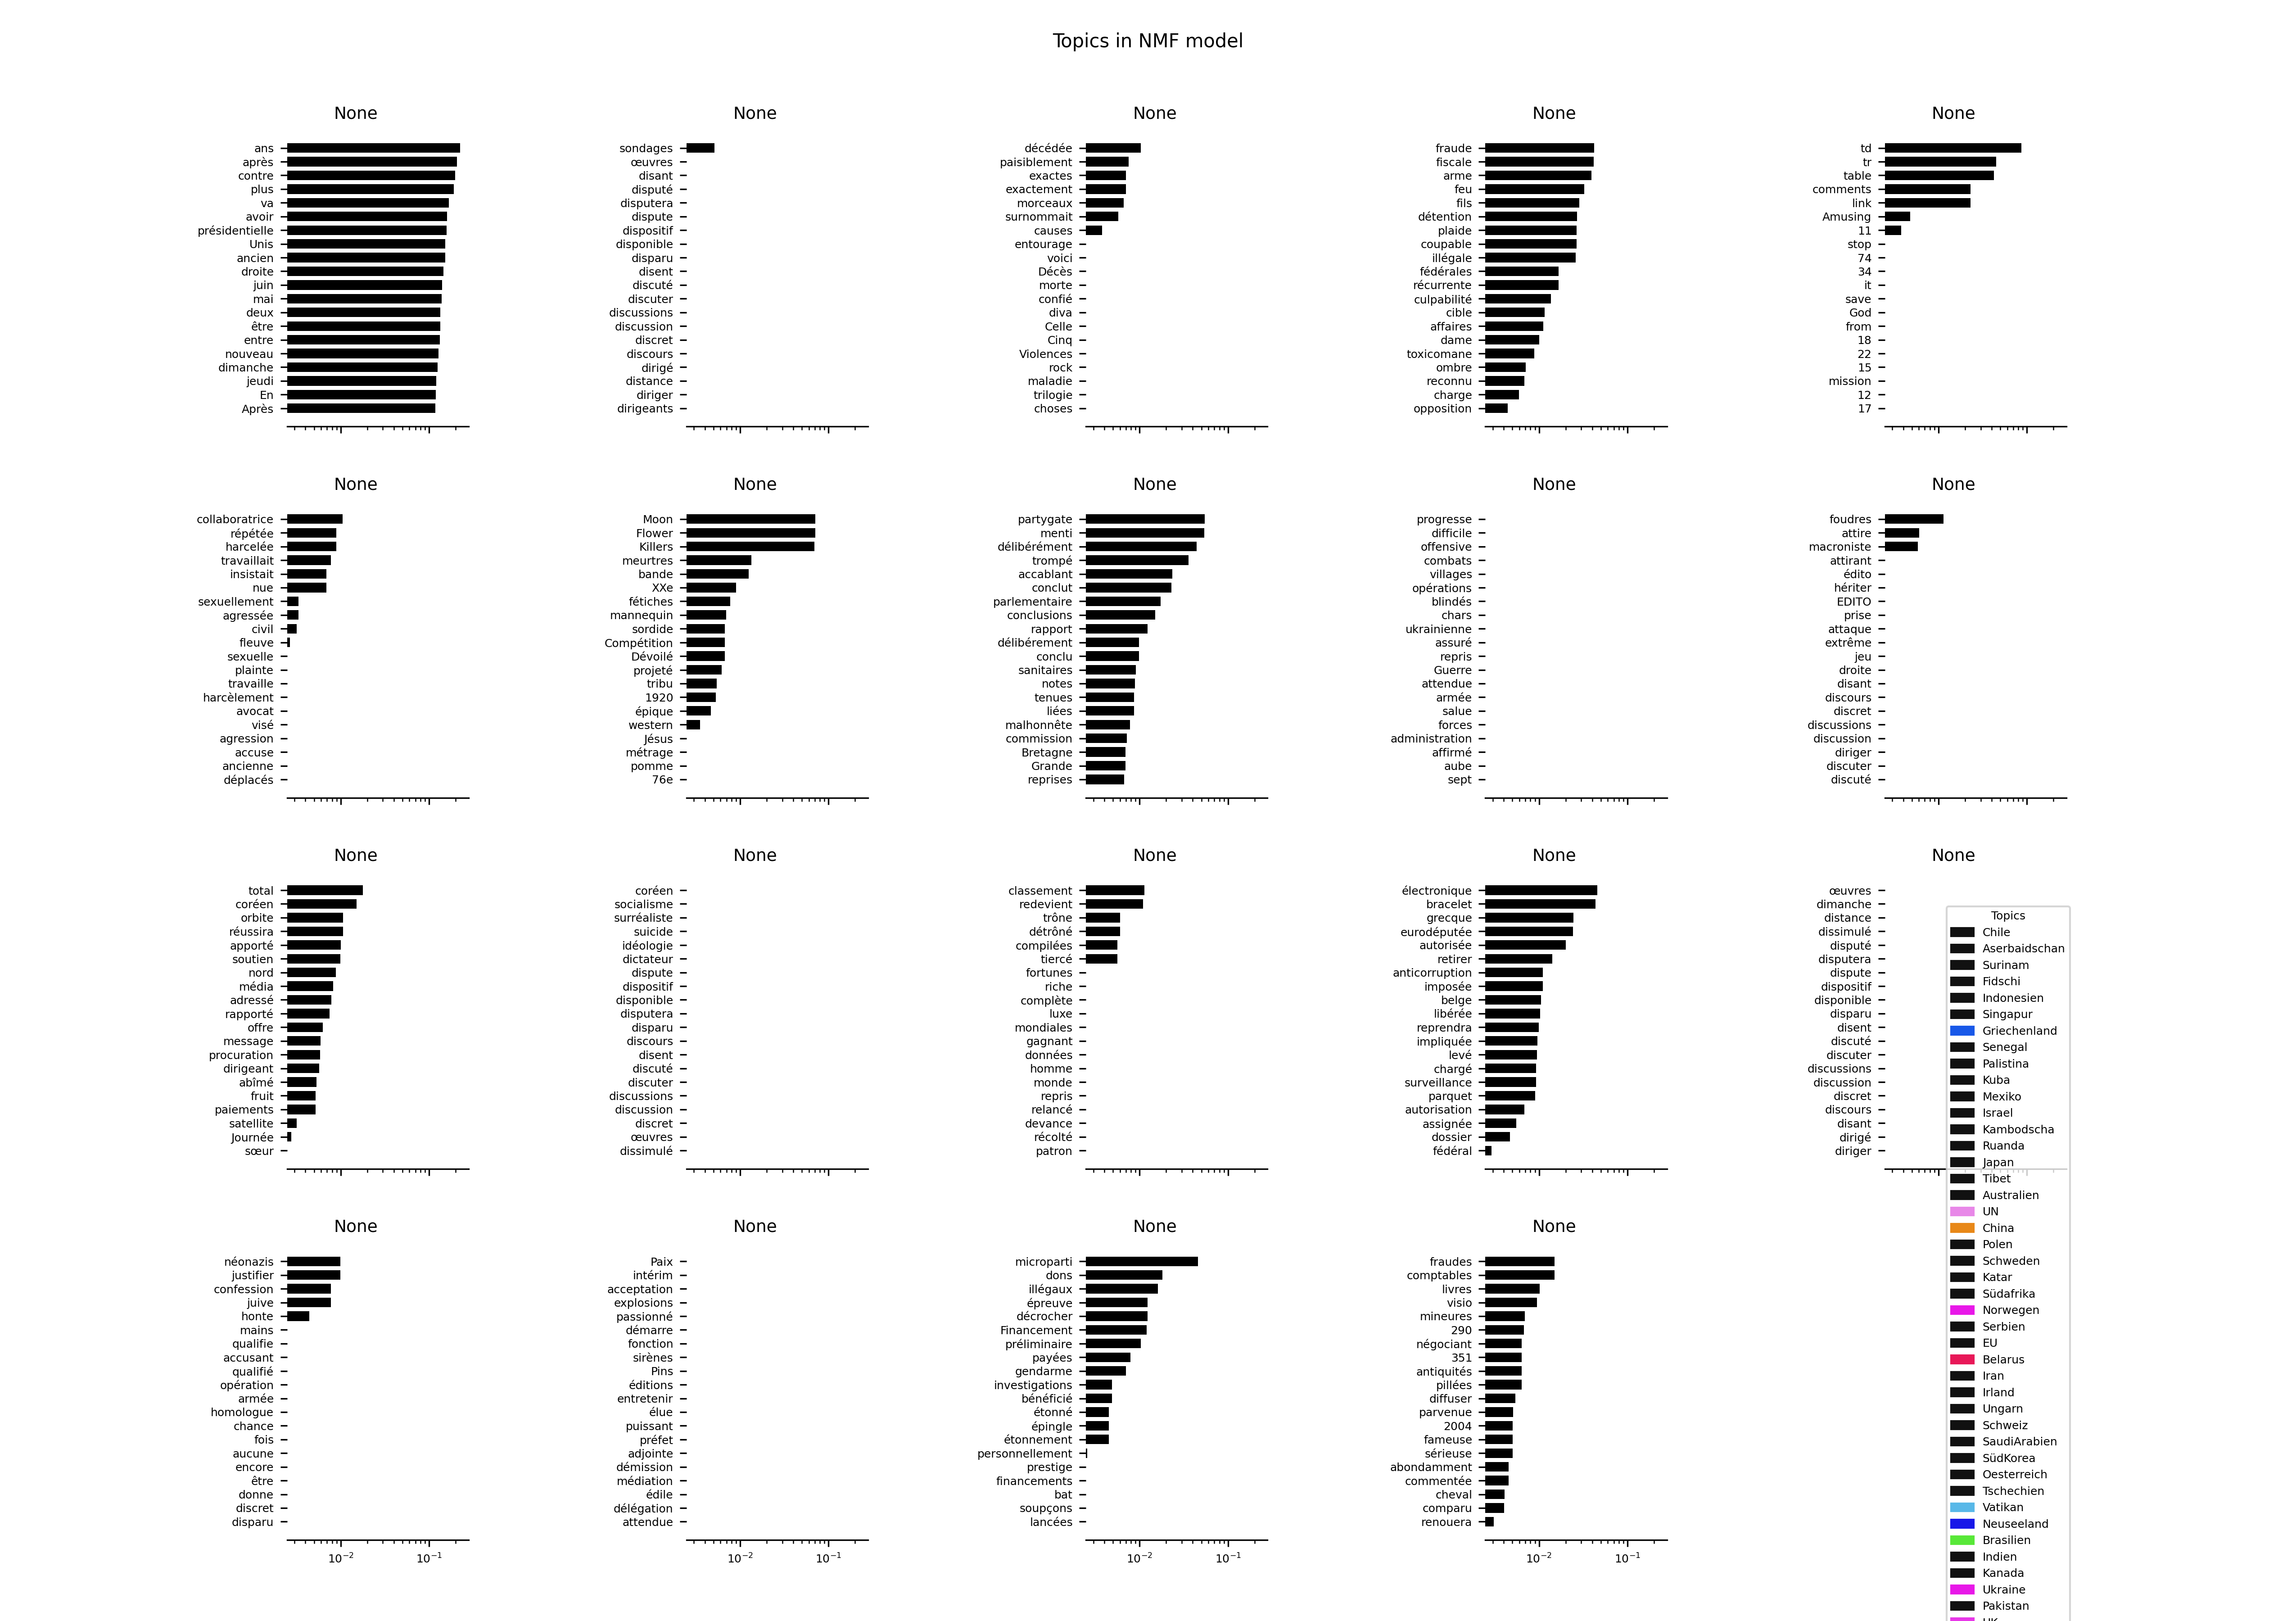 Topics in NMF model
None
ans
après
contre
plus
va
avoir
présidentielle
Unis
ancien
droite
juin
mai
deux
être
entre
nouveau
dimanche
jeudi
En
Après
None
sondages
œuvres
disant
disputé
disputera
dispute
dispositif
disponible
disparu
disent
discuté
discuter
discussions
discussion
discret
discours
dirigé
distance
diriger
dirigeants
None
décédée
paisiblement
exactes
exactement
morceaux
surnommait
causes
entourage
voici
Décès
morte
confié
diva
Celle
Cinq
Violences
rock
maladie
trilogie
choses
None
fraude
fiscale
arme
feu
fils
détention
plaide
coupable
illégale
fédérales
récurrente
culpabilité
cible
affaires
dame
toxicomane
ombre
reconnu
charge
opposition
None
td
tr
table
comments
link
Amusing
11
stop
74
34
it
save
God
from
18
22
15
mission
12
17
None
collaboratrice
répétée
harcelée
travaillait
insistait
nue
sexuellement
agressée
civil
fleuve
sexuelle
plainte
travaille
harcèlement
avocat
visé
agression
accuse
ancienne
déplacés
None
Moon
Flower
Killers
meurtres
bande
XXe
fétiches
mannequin
sordide
Compétition
Dévoilé
projeté
tribu
1920
épique
western
Jésus
métrage
pomme
76e
None
partygate
menti
délibérément
trompé
accablant
conclut
parlementaire
conclusions
rapport
délibérement
conclu
sanitaires
notes
tenues
liées
malhonnête
commission
Bretagne
Grande
reprises
None
progresse
difficile
offensive
combats
villages
opérations
blindés
chars
ukrainienne
assuré
repris
Guerre
attendue
armée
salue
forces
administration
affirmé
aube
sept
None
foudres
attire
macroniste
attirant
édito
hériter
EDITO
prise
attaque
extrême
jeu
droite
disant
discours
discret
discussions
discussion
diriger
discuter
discuté
None
total
coréen
orbite
réussira
apporté
soutien
nord
média
adressé
rapporté
offre
message
procuration
dirigeant
abîmé
fruit
paiements
satellite
Journée
sœur
None
coréen
socialisme
surréaliste
suicide
idéologie
dictateur
dispute
dispositif
disponible
disputera
disparu
discours
disent
discuté
discuter
discussions
discussion
discret
œuvres
dissimulé
None
classement
redevient
trône
détrôné
compilées
tiercé
fortunes
riche
complète
luxe
mondiales
gagnant
données
homme
monde
repris
relancé
devance
récolté
patron
None
électronique
bracelet
grecque
eurodéputée
autorisée
retirer
anticorruption
imposée
belge
libérée
reprendra
impliquée
levé
chargé
surveillance
parquet
autorisation
assignée
dossier
fédéral
None
œuvres
dimanche
distance
dissimulé
disputé
disputera
dispute
dispositif
disponible
disparu
disent
discuté
discuter
discussions
discussion
discret
discours
disant
dirigé
diriger
None
néonazis
justifier
confession
juive
honte
mains
qualifie
accusant
qualifié
opération
armée
homologue
chance
fois
aucune
encore
être
donne
discret
disparu
10⁻² 10⁻¹
None
Paix
intérim
acceptation
explosions
passionné
démarre
fonction
sirènes
Pins
éditions
entretenir
élue
puissant
préfet
adjointe
démission
médiation
édile
délégation
attendue
10⁻² 10⁻¹
None
microparti
dons
illégaux
épreuve
décrocher
Financement
préliminaire
payées
gendarme
investigations
bénéficié
étonné
épingle
étonnement
personnellement
prestige
financements
bat
soupçons
lancées
10⁻² 10⁻¹
None
fraudes
comptables
livres
visio
mineures
290
négociant
351
antiquités
pillées
diffuser
parvenue
2004
fameuse
sérieuse
abondamment
commentée
cheval
comparu
renouera
10⁻² 10⁻¹
Topics
Chile
Aserbaidschan
Surinam
Fidschi
Indonesien
Singapur
Griechenland
Senegal
Palistina
Kuba
Mexiko
Israel
Kambodscha
Ruanda
Japan
Tibet
Australien
UN
China
Polen
Schweden
Katar
Südafrika
Norwegen
Serbien
EU
Belarus
Iran
Irland
Ungarn
Schweiz
SaudiArabien
SüdKorea
Oesterreich
Tschechien
Vatikan
Neuseeland
Brasilien
Indien
Kanada
Ukraine
Pakistan